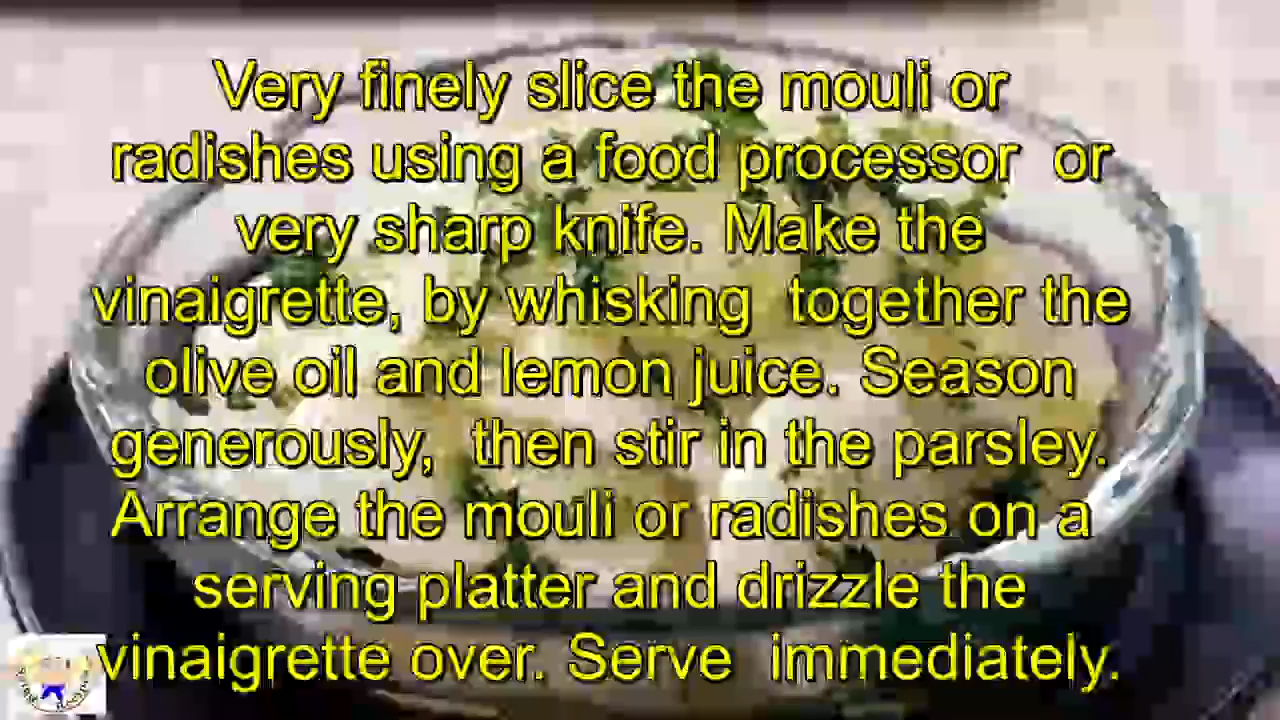 Very finely slice the mouli or
radishes using a food processor or
very sharp knife. Make the
vinaigrette, by whisking together the
olive oil and lemon juice. Season
generously, then stir in the parsley.
Arrange the mouli or radishes on a
serving platter and drizzle the
vinaigrette over. Serve immediately.